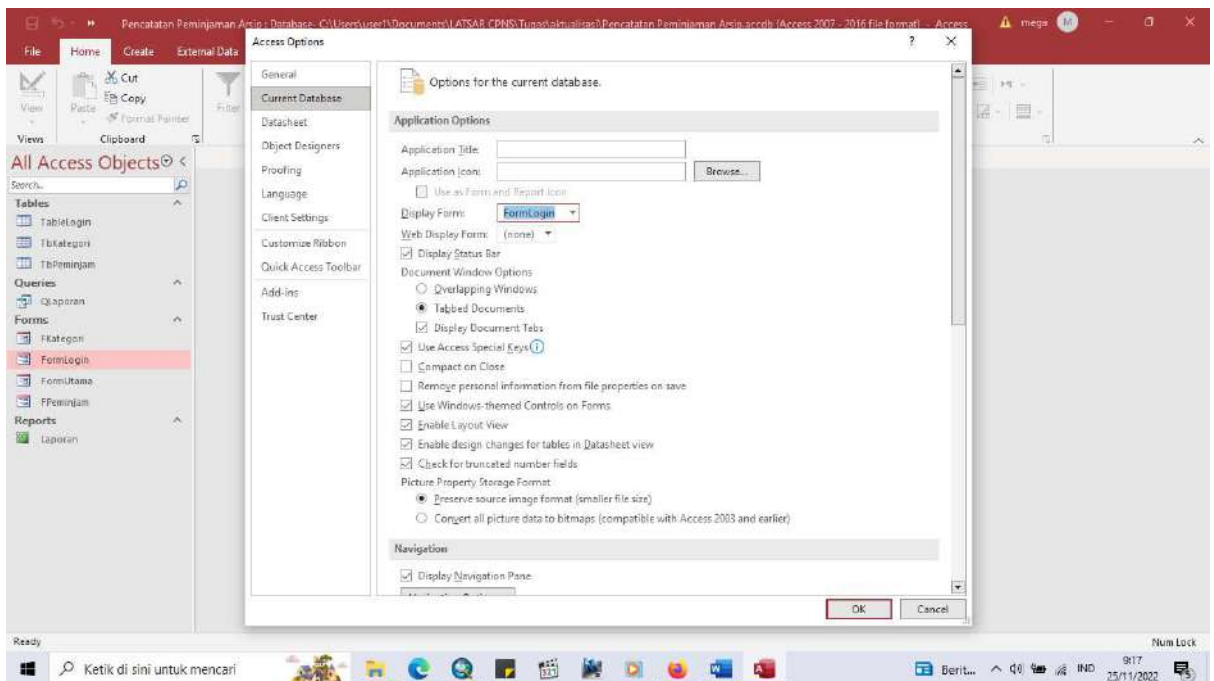 Pencatatan Peminjaman Arsip : Database- C:\Users\user1\Documents\LATSAR CPNS\Tugas\aktualisasi\Pencatatan Peminjaman Arsip.accdb (Access 2007 - 2016 file format) - Access
mega
M
File
Home
Create
External Data
View
Views
Paste
Cut
Copy
Format Painter
Clipboard
Filter
All Access Objects
Search..
Tables
TableLogin
TbKategori
TbPeminjam
Queries
QLaporan
Forms
FKategori
FormLogin
FormUtama
FPeminjam
Reports
Laporan
Access Options
?
General
Current Database
Datasheet
Object Designers
Proofing
Language
Client Settings
Customize Ribbon
Quick Access Toolbar
Add-ins
Trust Center
Options for the current database.
Application Options
Application Title:
Application Icon:
Browse...
Use as Form and Report Icon
Display Form: FormLogin
Web Display Form: (none)
Display Status Bar
Document Window Options
Overlapping Windows
Tabbed Documents
Display Document Tabs
Use Access Special Keys
Compact on Close
Remove personal information from file properties on save
Use Windows-themed Controls on Forms
Enable Layout View
Enable design changes for tables in Datasheet view
Check for truncated number fields
Picture Property Storage Format
Preserve source image format (smaller file size)
Convert all picture data to bitmaps (compatible with Access 2003 and earlier)
Navigation
Display Navigation Pane
OK
Cancel
Ready
Num Lock
Ketik di sini untuk mencari
Berit...
IND
9:17
25/11/2022